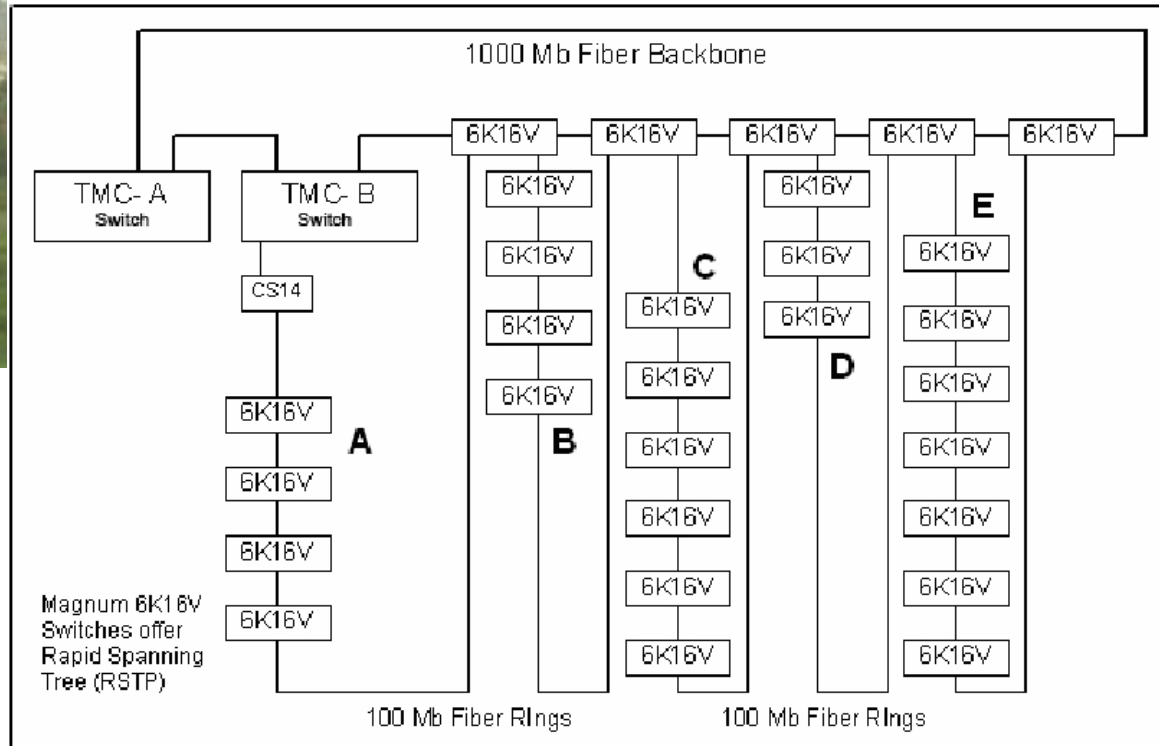 1000 Mb Fiber Backbone
6K16V 6K16V 6K16V 6K16V 6K16V
TMC- A
Switch
TMC- B
Switch
CS14
6K16V
6K16V
6K16V
6K16V
A
6K16V
6K16V
6K16V
6K16V
B
C
6K16V
6K16V
6K16V
6K16V
6K16V
6K16V
6K16V
6K16V
6K16V
D
E
6K16V
6K16V
6K16V
6K16V
6K16V
6K16V
6K16V
Magnum 6K16V
Switches offer
Rapid Spanning
Tree (RSTP)
100 Mb Fiber RIngs
100 Mb Fiber RIngs